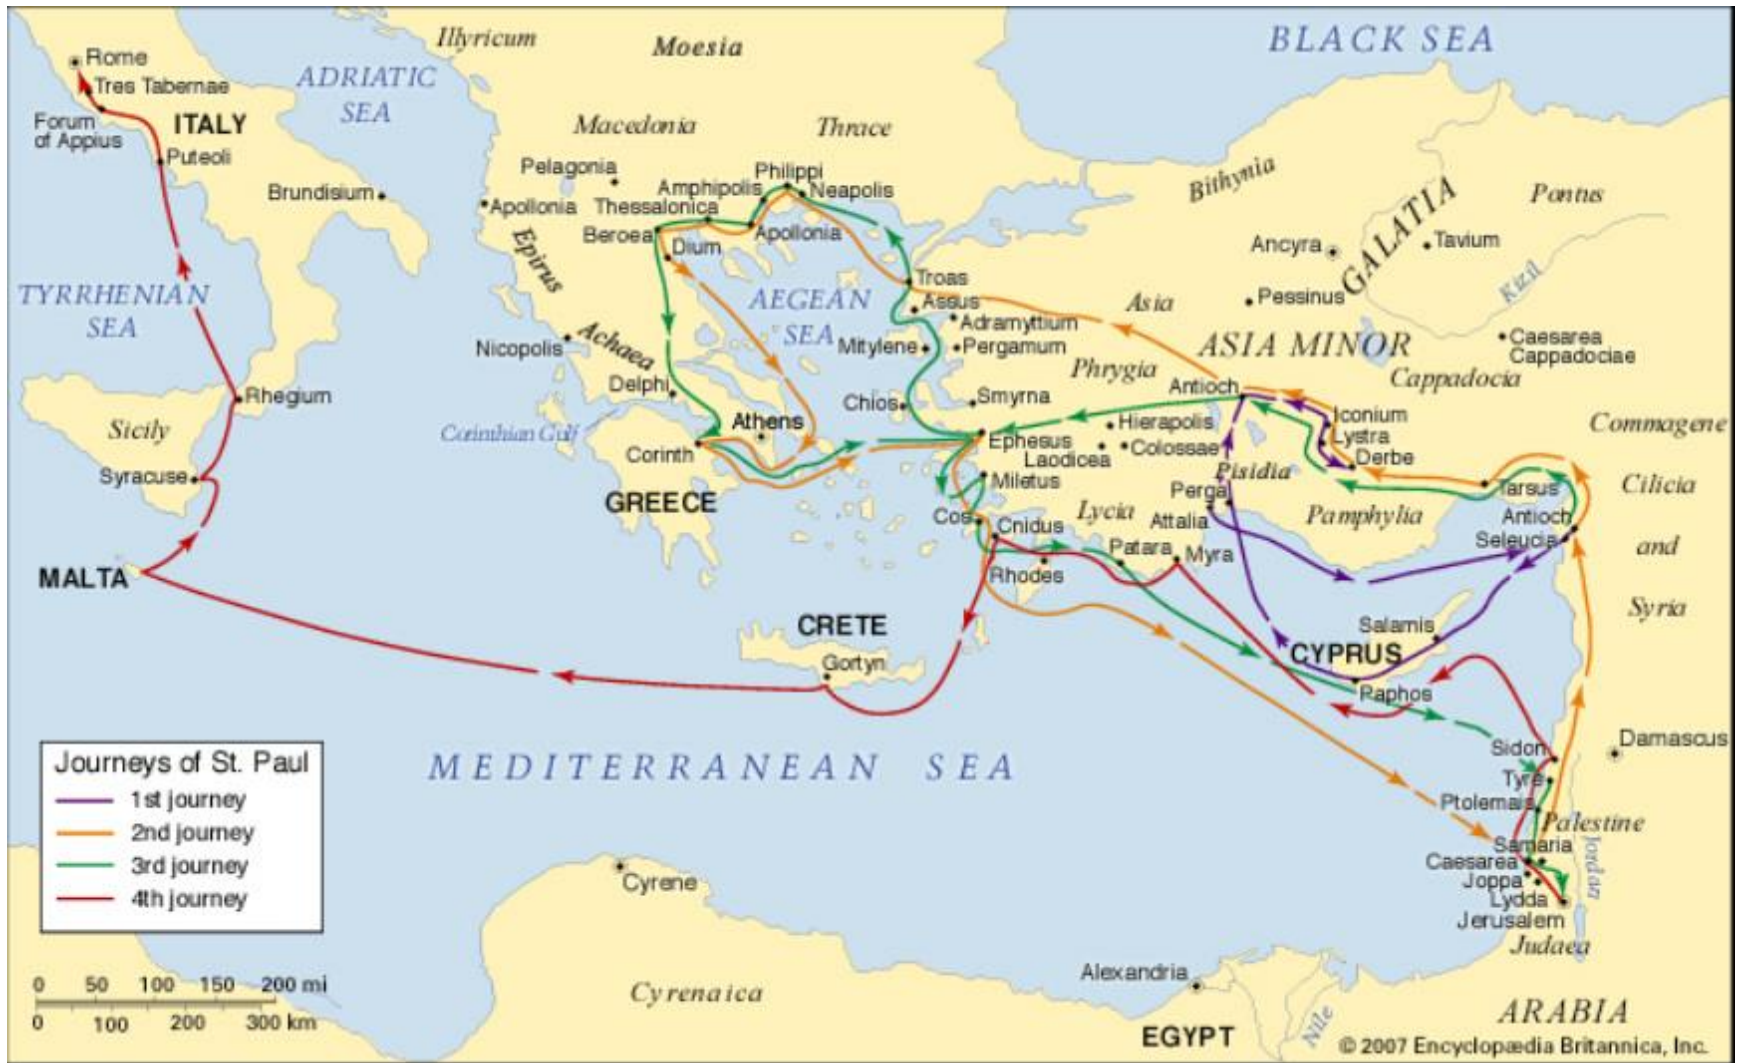 Illyricum
Moesia
BLACK SEA
Rome
ADRIATIC
SEA
Tres Tabernae
Forum
of Appius
ITALY
Macedonia
Thrace
Puteoli
Pelagonia
Philippi
Bithynia
Brundisium
Amphipolis
Neapolis
Pontus
Apollonia
Thessalonica
GALATIA
Beroea
Apollonia
Dium
Ancyra
Tavium
Epirus
Troas
Kizil
TYRRHENIAN
SEA
AEGEAN
SEA
Assus
Asia
Pessinus
Adramyttium
Achaea
Mitylene
Pergamum
ASIA MINOR
Caesarea
Cappadociae
Nicopolis
Phrygia
Cappadocia
Delphi
Antioch
Rhegium
Chios
Smyrna
Iconium
Sicily
Corinthian Gulf
Athens
Hierapolis
Commagene
Ephesus
Lystra
Corinth
Laodicea
Colossae
Derbe
Syracuse
Miletus
Pisidia
Cilicia
GREECE
Perga
Tarsus
Cos
Lycia
Attalia
Pamphylia
Antioch
Cnidus
Seleucia
and
MALTA
Patara
Myra
Rhodes
Syria
CRETE
Salamis
CYPRUS
Gortyn
Paphos
Damascus
Sidon
MEDITERRANEAN SEA
Tyre
Ptolemais
Palestine
Samaria
Caesarea
Jordan
Joppa
Lydda
Jerusalem
Judaea
Journeys of St. Paul
1st journey
2nd journey
3rd journey
4th journey
Cyrene
Alexandria
Cyrenaica
0 50 100 150 200 mi
0 100 200 300 km
ARABIA
EGYPT
Nile
© 2007 Encyclopædia Britannica, Inc.